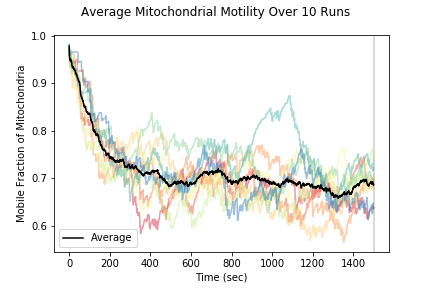 Average Mitochondrial Motility Over 10 Runs
Mobile Fraction of Mitochondria
1.0
0.9
0.8
0.7
0.6
Average
0 200 400 600 800 1000 1200 1400
Time (sec)